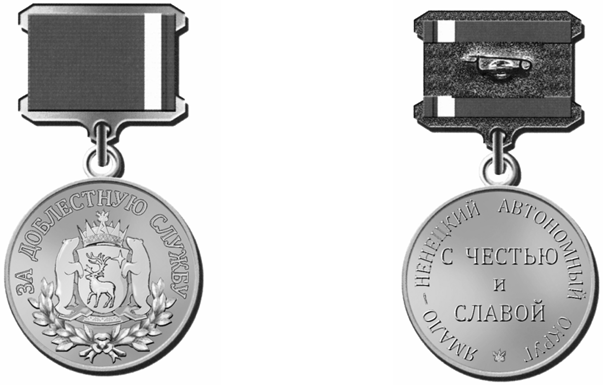 ЗА ДОБЛЕСТНУЮ СЛУЖБУ
ЯМАЛО - НЕНЕЦКИЙ АВТОНОМНЫЙ ОКРУГ
С ЧЕСТЬЮ
и
СЛАВОЙ